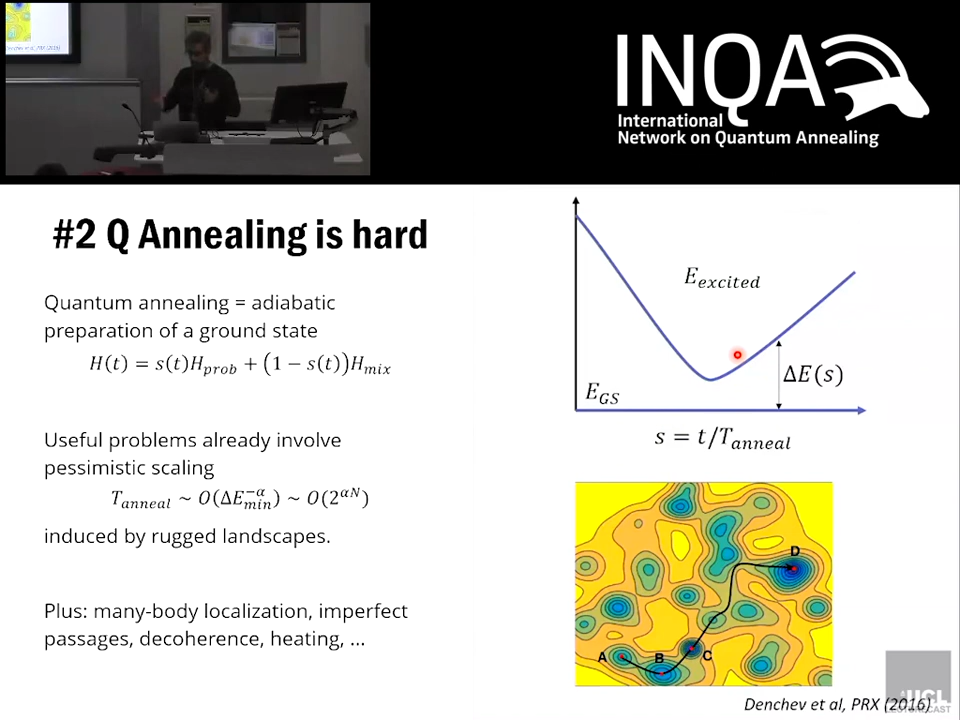 INQA
International
Network on Quantum Annealing
#2 Q Annealing is hard
Quantum annealing = adiabatic
preparation of a ground state
H(t) = s(t)H_prob + (1 − s(t))H_mix
Useful problems already involve
pessimistic scaling
T_anneal ~ O(ΔE_min^−α) ~ O(2^αN)
induced by rugged landscapes.
Plus: many-body localization, imperfect
passages, decoherence, heating, ...
E_excited
ΔE(s)
E_GS
s = t/T_anneal
D
A
B
C
Denchev et al, PRX (2016)
UCL
LECTURECAST